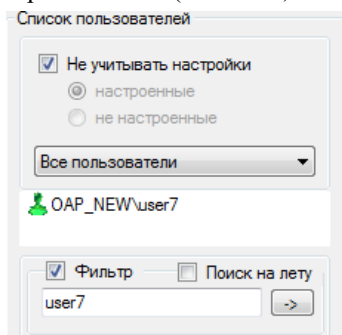 Список пользователей
Не учитывать настройки
настроенные
не настроенные
Все пользователи
OAP_NEW\user7
Фильтр Поиск на лету
user7 ->